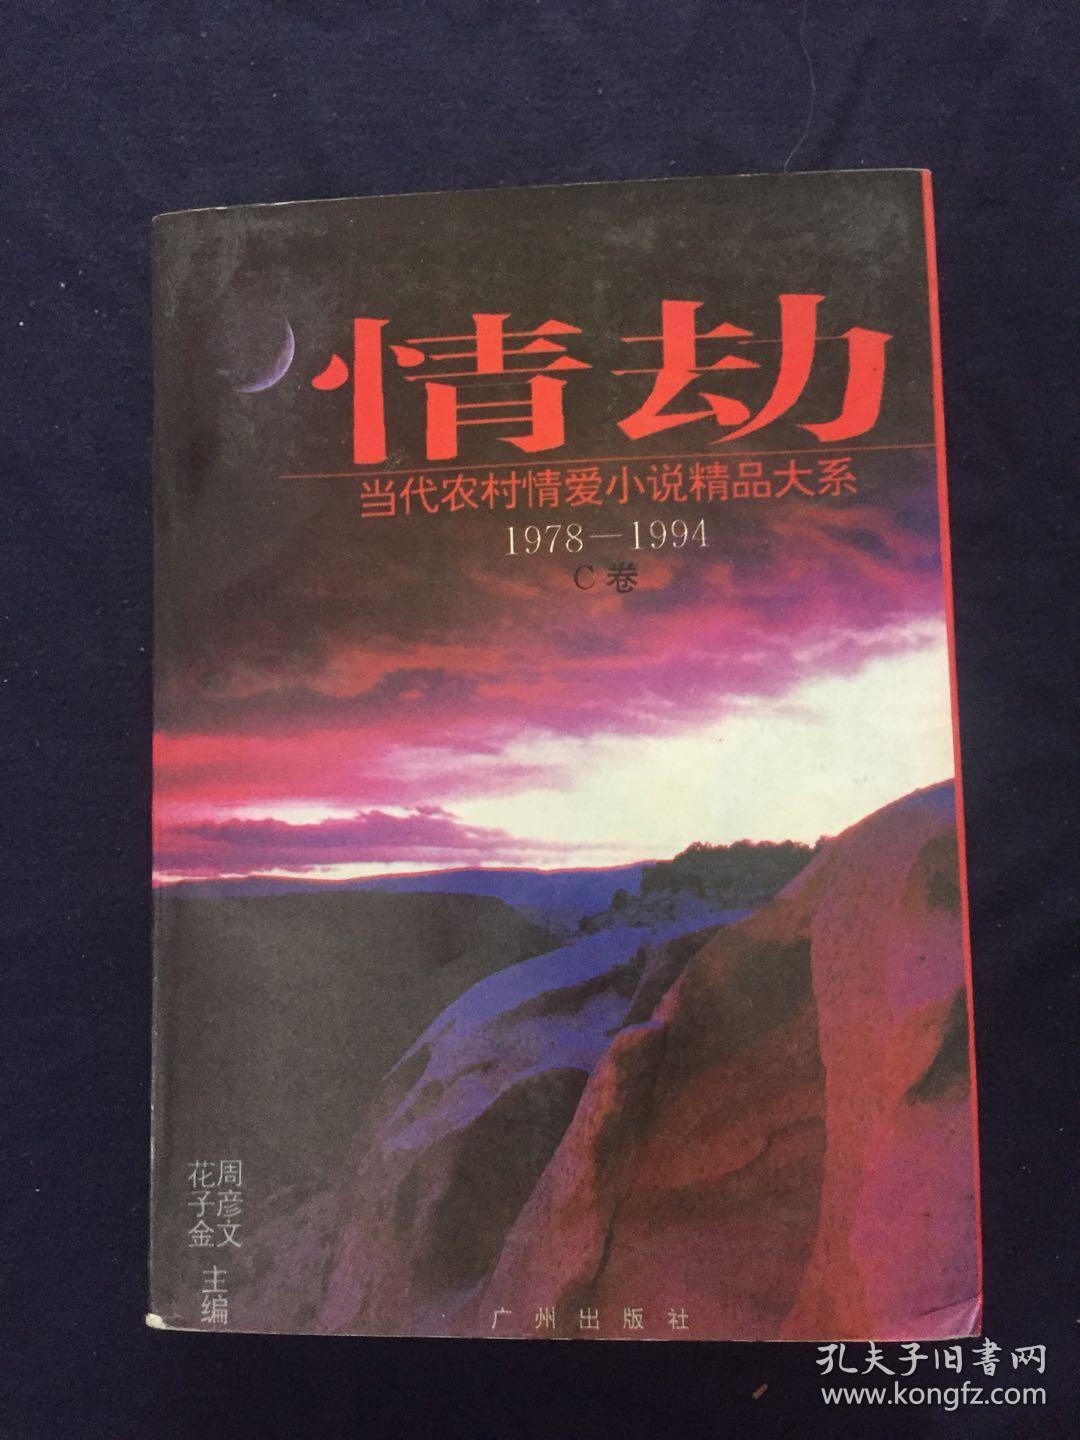 情劫
当代农村情爱小说精品大系
1978—1994
C卷
周彦文
花子金
主编
广州出版社
孔夫子旧書网
www.kongfz.com